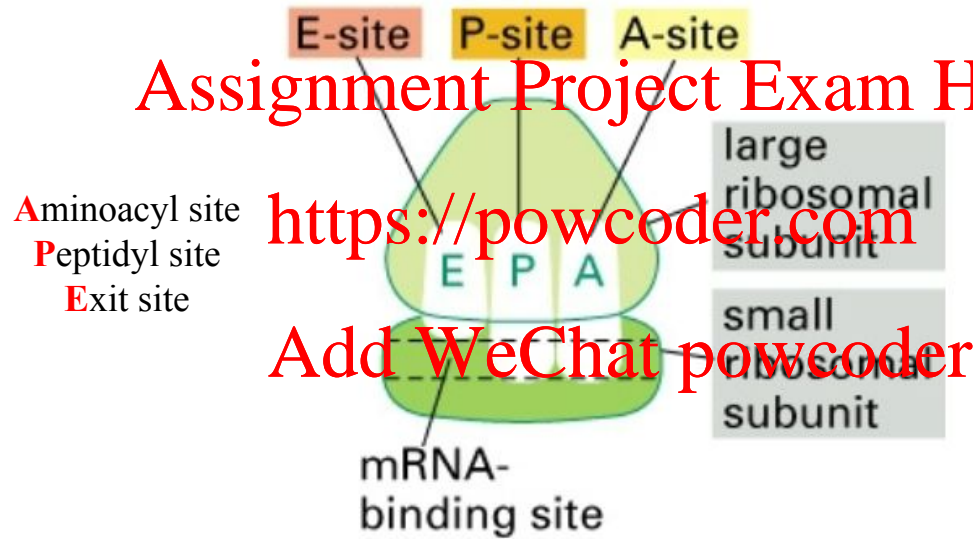 E-site P-site A-site
Assignment Project Exam H
large
ribosomal
subunit
Aminoacyl site
Peptidyl site
Exit site
https://powcoder.com
E P A
small
ribosomal
subunit
Add WeChat powcoder
mRNA-
binding site